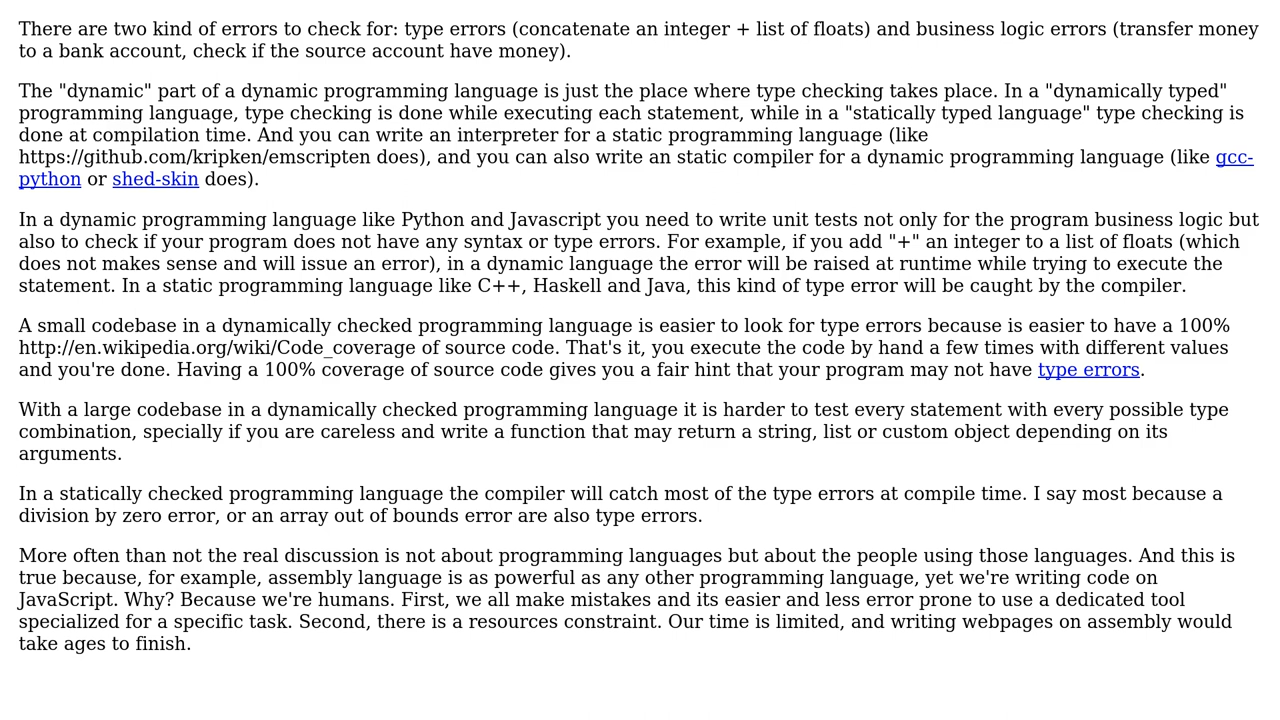 There are two kind of errors to check for: type errors (concatenate an integer + list of floats) and business logic errors (transfer money
to a bank account, check if the source account have money).
The "dynamic" part of a dynamic programming language is just the place where type checking takes place. In a "dynamically typed"
programming language, type checking is done while executing each statement, while in a "statically typed language" type checking is
done at compilation time. And you can write an interpreter for a static programming language (like
https://github.com/kripken/emscripten does), and you can also write an static compiler for a dynamic programming language (like gcc-
python or shed-skin does).
In a dynamic programming language like Python and Javascript you need to write unit tests not only for the program business logic but
also to check if your program does not have any syntax or type errors. For example, if you add "+" an integer to a list of floats (which
does not makes sense and will issue an error), in a dynamic language the error will be raised at runtime while trying to execute the
statement. In a static programming language like C++, Haskell and Java, this kind of type error will be caught by the compiler.
A small codebase in a dynamically checked programming language is easier to look for type errors because is easier to have a 100%
http://en.wikipedia.org/wiki/Code_coverage of source code. That's it, you execute the code by hand a few times with different values
and you're done. Having a 100% coverage of source code gives you a fair hint that your program may not have type errors.
With a large codebase in a dynamically checked programming language it is harder to test every statement with every possible type
combination, specially if you are careless and write a function that may return a string, list or custom object depending on its
arguments.
In a statically checked programming language the compiler will catch most of the type errors at compile time. I say most because a
division by zero error, or an array out of bounds error are also type errors.
More often than not the real discussion is not about programming languages but about the people using those languages. And this is
true because, for example, assembly language is as powerful as any other programming language, yet we're writing code on
JavaScript. Why? Because we're humans. First, we all make mistakes and its easier and less error prone to use a dedicated tool
specialized for a specific task. Second, there is a resources constraint. Our time is limited, and writing webpages on assembly would
take ages to finish.